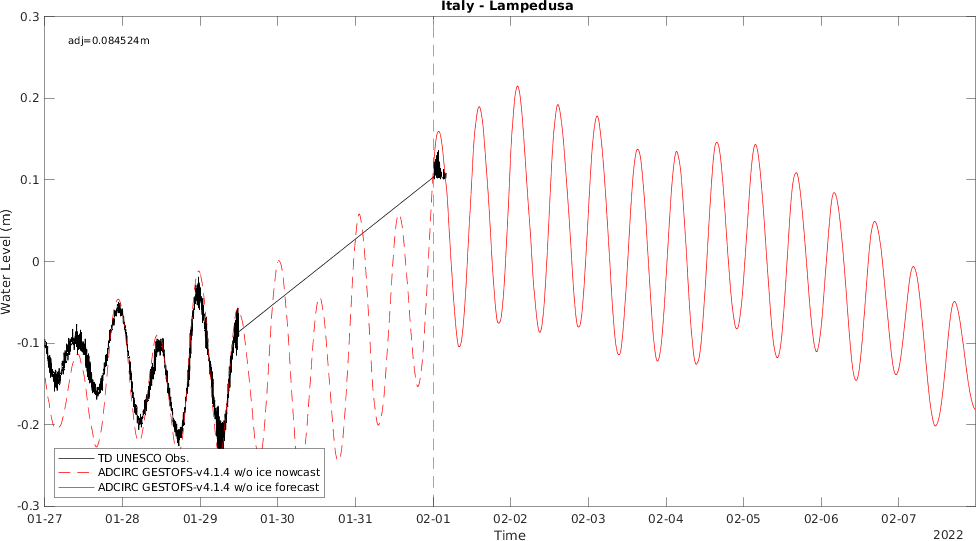 Italy - Lampedusa
adj=0.084524m
0.3
0.2
0.1
0
-0.1
-0.2
-0.3
Water Level (m)
TD UNESCO Obs.
ADCIRC GESTOFS-v4.1.4 w/o ice nowcast
ADCIRC GESTOFS-v4.1.4 w/o ice forecast
01-27 01-28 01-29 01-30 01-31 02-01 02-02 02-03 02-04 02-05 02-06 02-07
Time
2022